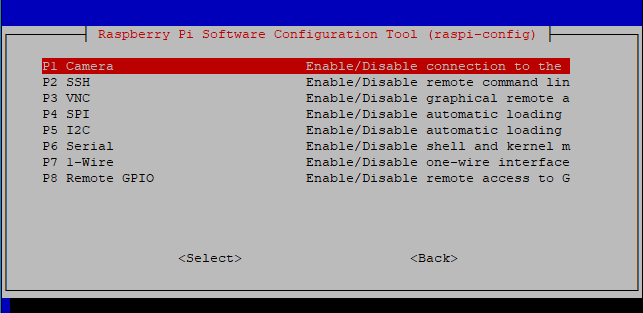 Raspberry Pi Software Configuration Tool (raspi-config)
P1 Camera Enable/Disable connection to the
P2 SSH Enable/Disable remote command lin
P3 VNC Enable/Disable graphical remote a
P4 SPI Enable/Disable automatic loading
P5 I2C Enable/Disable automatic loading
P6 Serial Enable/Disable shell and kernel m
P7 1-Wire Enable/Disable one-wire interface
P8 Remote GPIO Enable/Disable remote access to G
<Select> <Back>